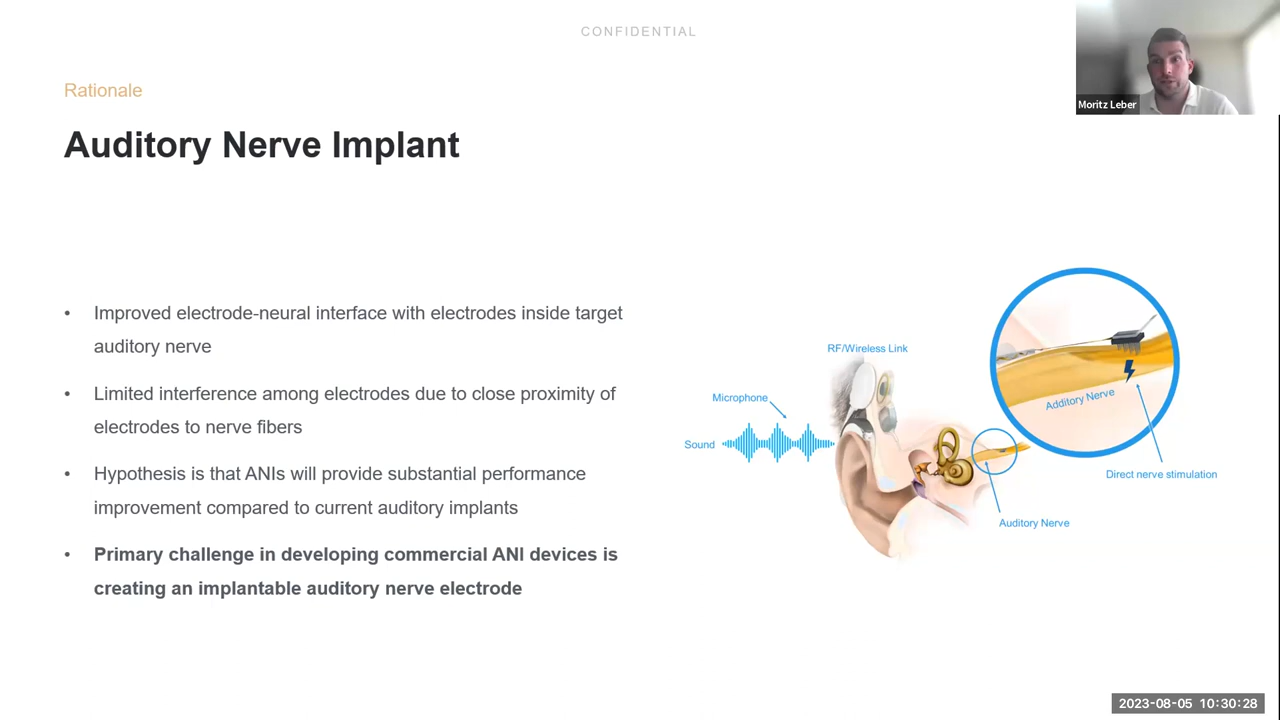 CONFIDENTIAL
Rationale
Auditory Nerve Implant
Moritz Leber
• Improved electrode-neural interface with electrodes inside target
auditory nerve
• Limited interference among electrodes due to close proximity of
electrodes to nerve fibers
• Hypothesis is that ANIs will provide substantial performance
improvement compared to current auditory implants
• Primary challenge in developing commercial ANI devices is
creating an implantable auditory nerve electrode
RF/Wireless Link
Microphone
Sound
Additory Nerve
Direct nerve stimulation
Auditory Nerve
2023-08-05 10:30:28